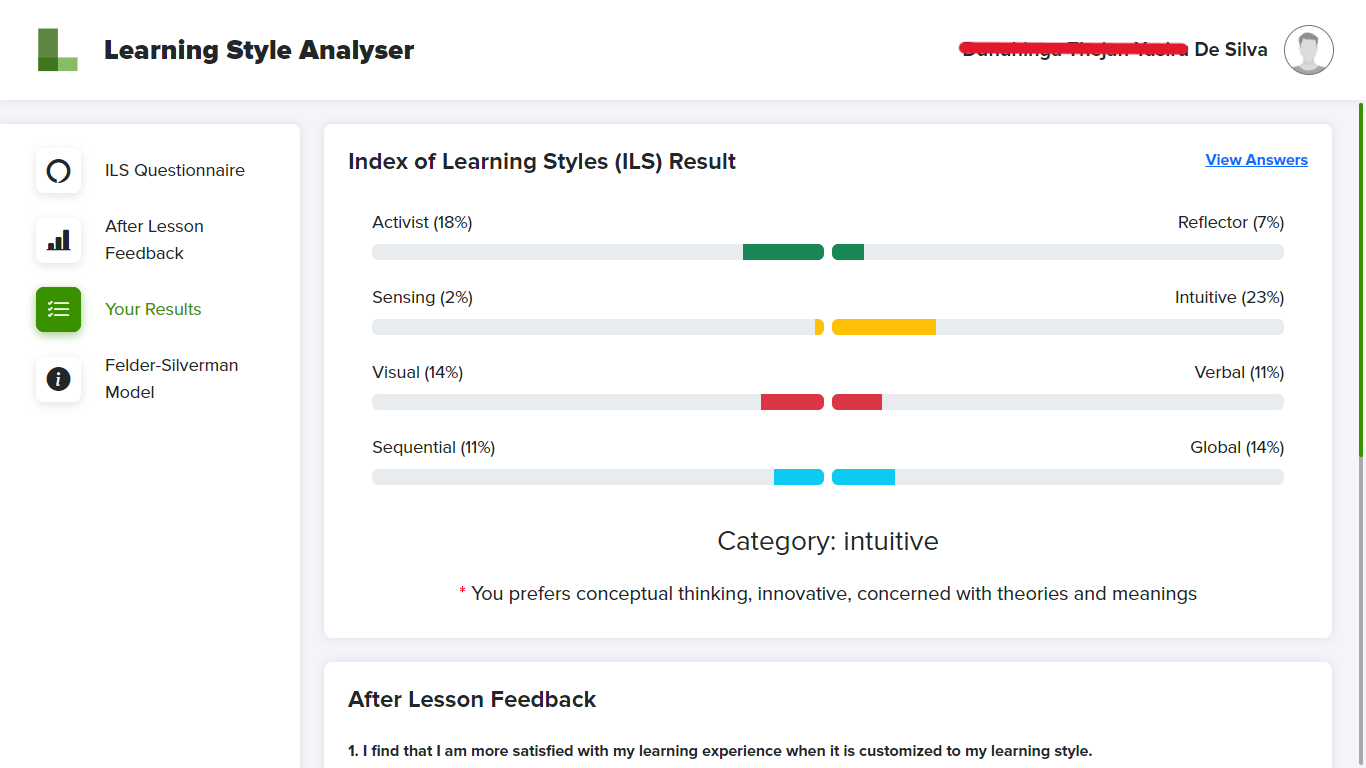 Learning Style Analyser
De Silva
ILS Questionnaire
After Lesson
Feedback
Your Results
Felder-Silverman
Model
Index of Learning Styles (ILS) Result
View Answers
Activist (18%)
Reflector (7%)
Sensing (2%)
Intuitive (23%)
Visual (14%)
Verbal (11%)
Sequential (11%)
Global (14%)
Category: intuitive
* You prefers conceptual thinking, innovative, concerned with theories and meanings
After Lesson Feedback
1. I find that I am more satisfied with my learning experience when it is customized to my learning style.